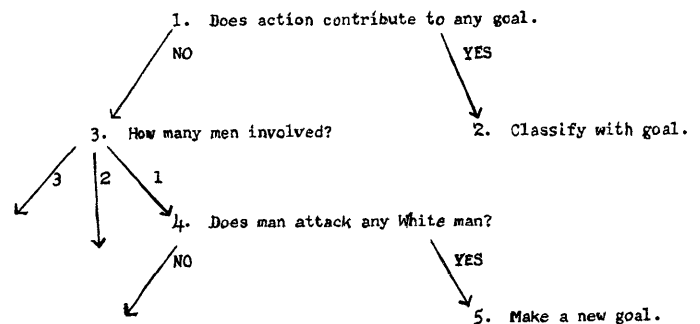 1. Does action contribute to any goal.
NO YES
3. How many men involved? 2. Classify with goal.
3 2 1
4. Does man attack any White man?
NO YES
5. Make a new goal.